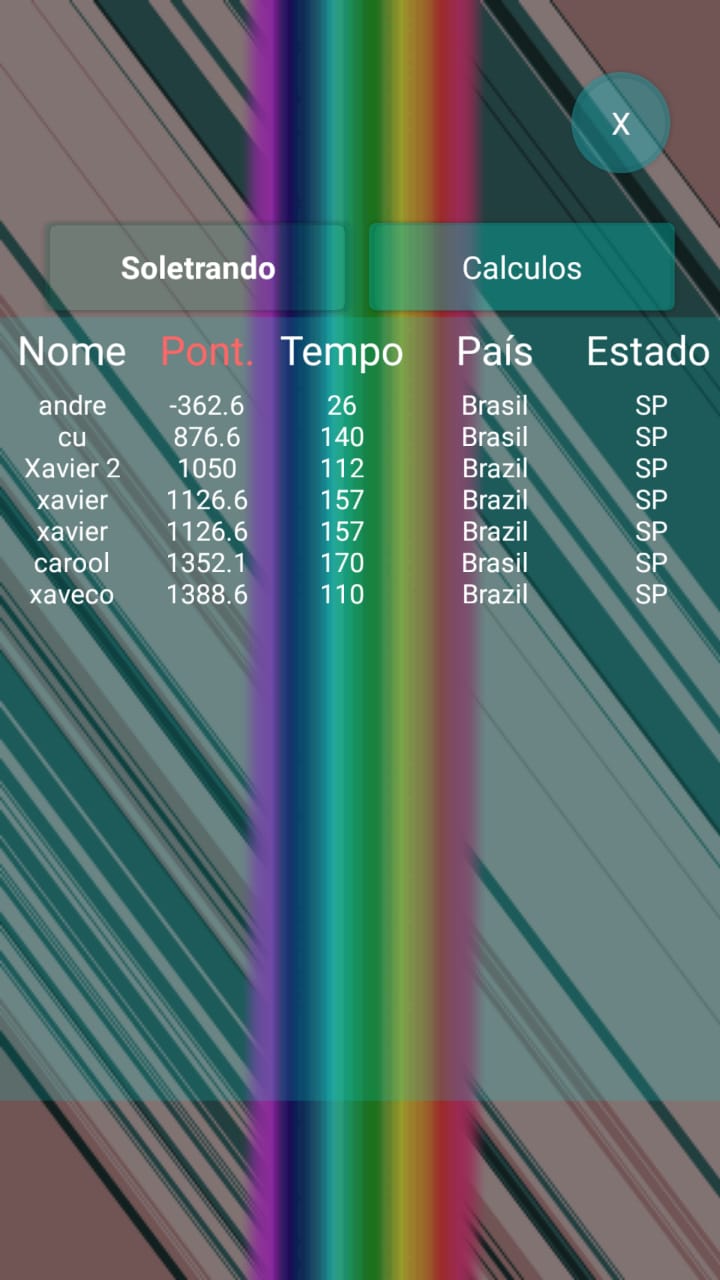 X
Soletrando Calculos
Nome Pont. Tempo País Estado
andre -362.6 26 Brasil SP
cu 876.6 140 Brasil SP
Xavier 2 1050 112 Brazil SP
xavier 1126.6 157 Brazil SP
xavier 1126.6 157 Brazil SP
carool 1352.1 170 Brasil SP
xaveco 1388.6 110 Brazil SP